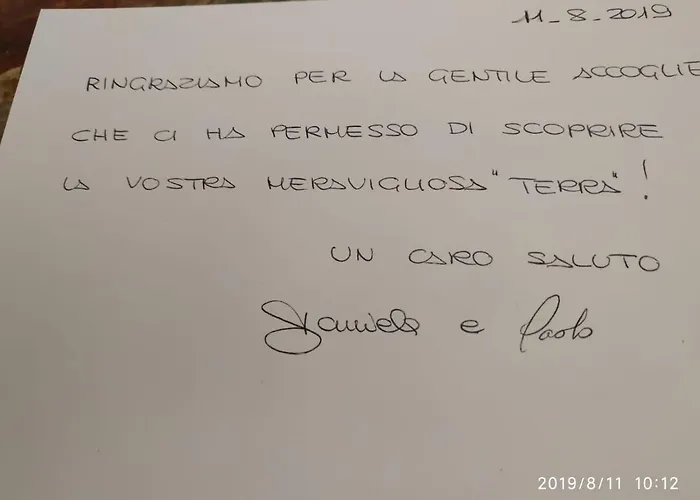 11_8_2019
RINGRAZIAMO PER LA GENTILE ACCOGLIE
CHE CI HA PERMESSO DI SCOPRIRE
LA VOSTRA MERAVIGLIOSA "TERRA"!
UN CARO SALUTO
Daniela e Paolo
2019/8/11 10:12